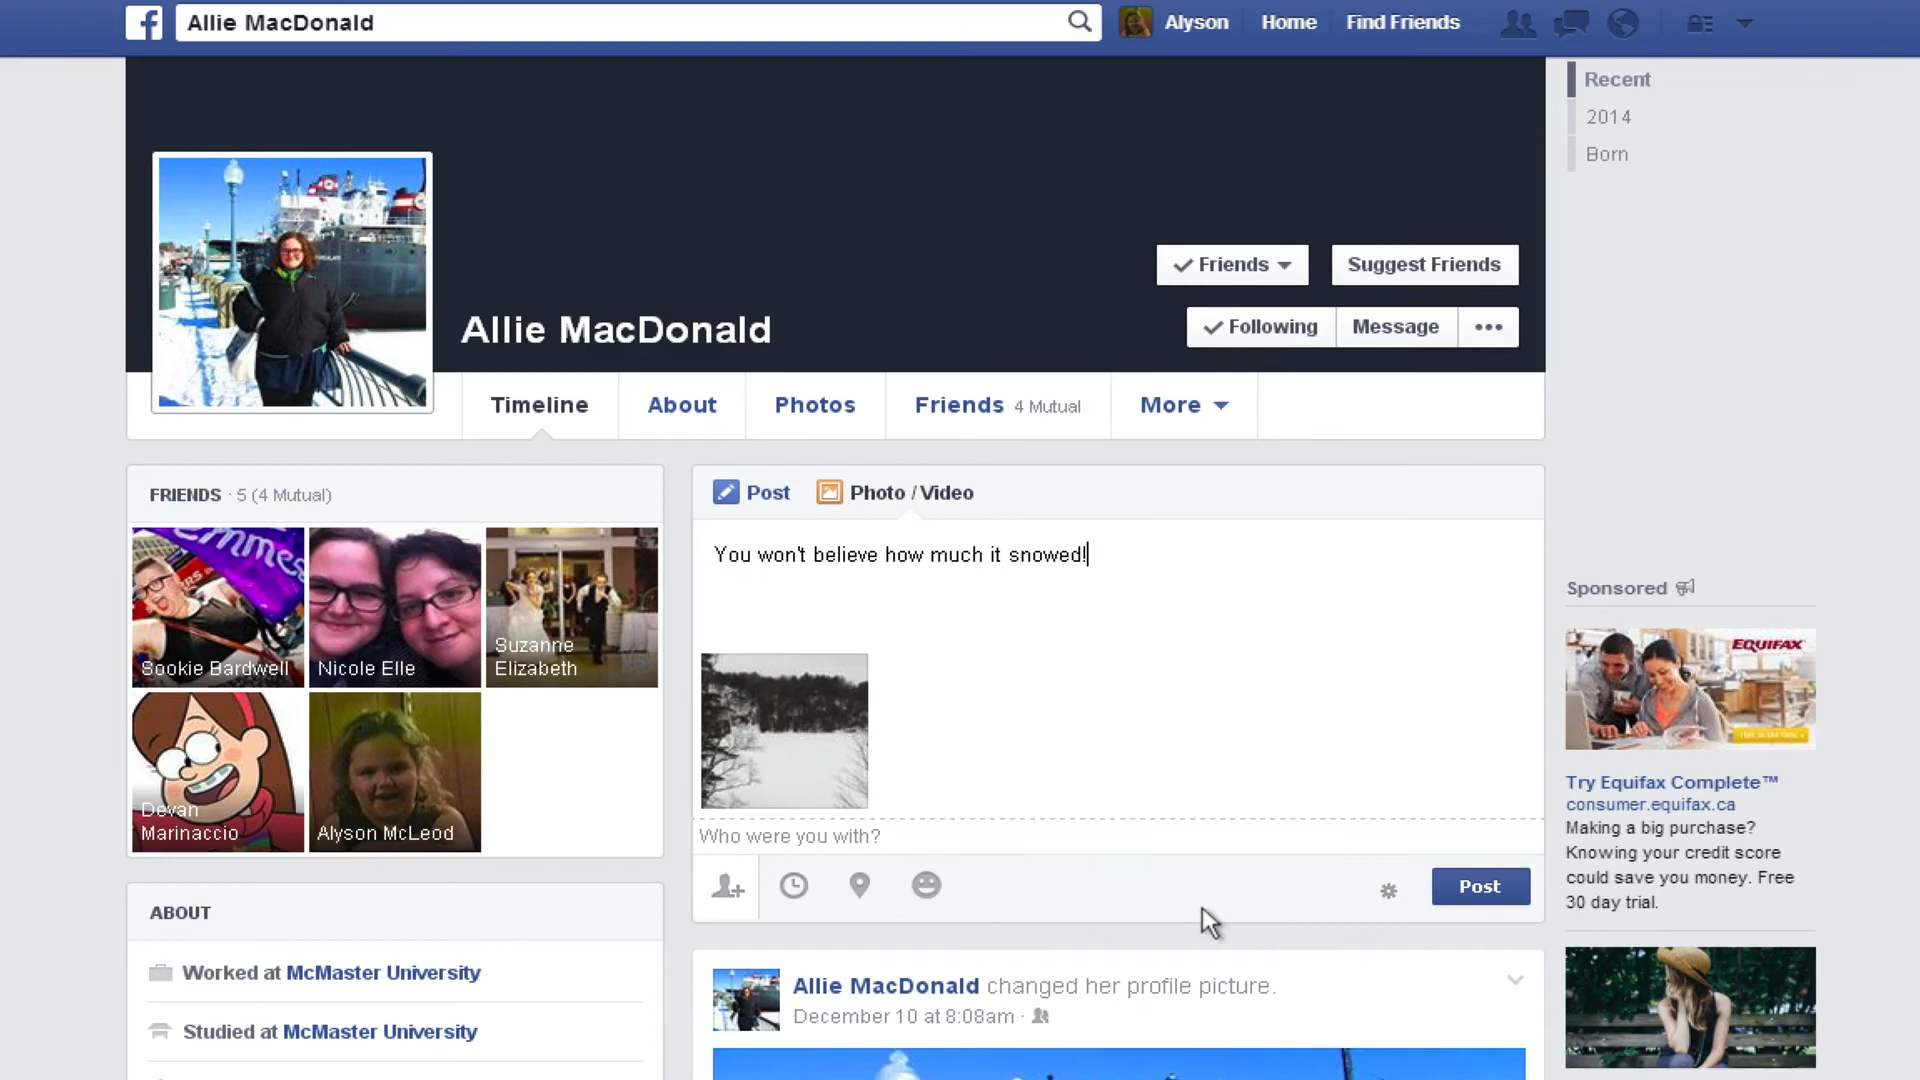 Allie MacDonald
Alyson
Home
Find Friends
Recent
2014
Born
Friends
Suggest Friends
Allie MacDonald
Following
Message
Timeline
About
Photos
Friends 4 Mutual
More
FRIENDS · 5 (4 Mutual)
Sookie Bardwell
Nicole Elle
Suzanne
Elizabeth
Devan
Marinaccio
Alyson McLeod
Post
Photo / Video
You won't believe how much it snowed!
Who were you with?
Post
Sponsored
EQUIFAX
Try Equifax Complete™
consumer.equifax.ca
Making a big purchase?
Knowing your credit score
could save you money. Free
30 day trial.
ABOUT
Worked at McMaster University
Studied at McMaster University
Allie MacDonald changed her profile picture.
December 10 at 8:08am ·